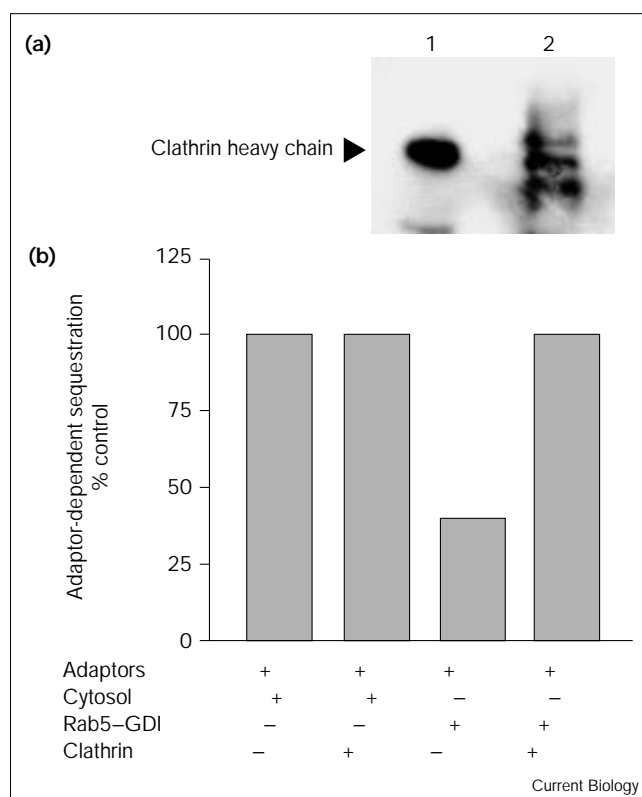 (a)
1 2
Clathrin heavy chain
(b)
Adaptor-dependent sequestration
% control
125
100
75
50
25
0
Adaptors + + + +
Cytosol + + – –
Rab5–GDI – – + +
Clathrin – + – +
Current Biology